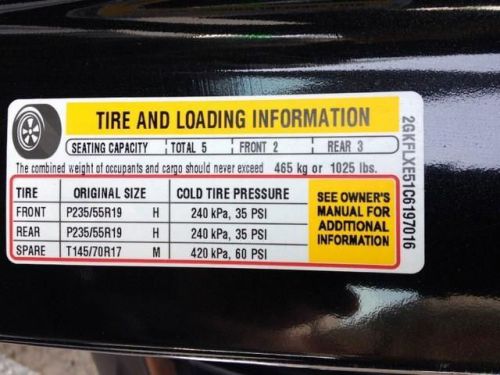 TIRE AND LOADING INFORMATION
SEATING CAPACITY TOTAL 5 FRONT 2 REAR 3
The combined weight of occupants and cargo should never exceed 465 kg or 1025 lbs.
TIRE ORIGINAL SIZE COLD TIRE PRESSURE
FRONT P235/55R19 H 240 kPa, 35 PSI
REAR P235/55R19 H 240 kPa, 35 PSI
SPARE T145/70R17 M 420 kPa, 60 PSI
SEE OWNER'S
MANUAL FOR
ADDITIONAL
INFORMATION
2GKFLXE51C6197016